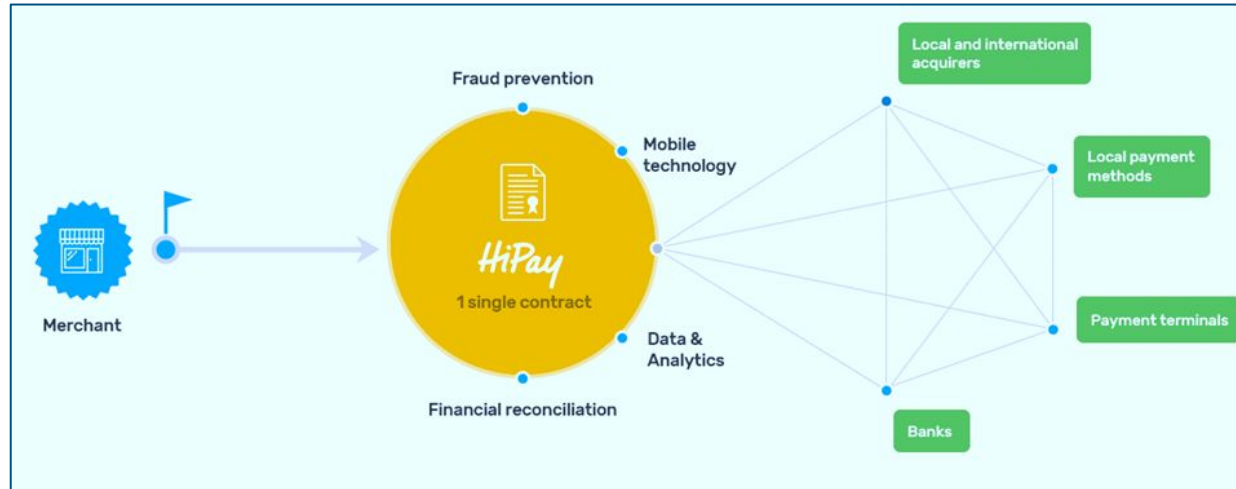 Local and international
acquirers
Fraud prevention
Mobile
technology
Local payment
methods
HiPay
1 single contract
Merchant
Payment terminals
Data &
Analytics
Financial reconciliation
Banks